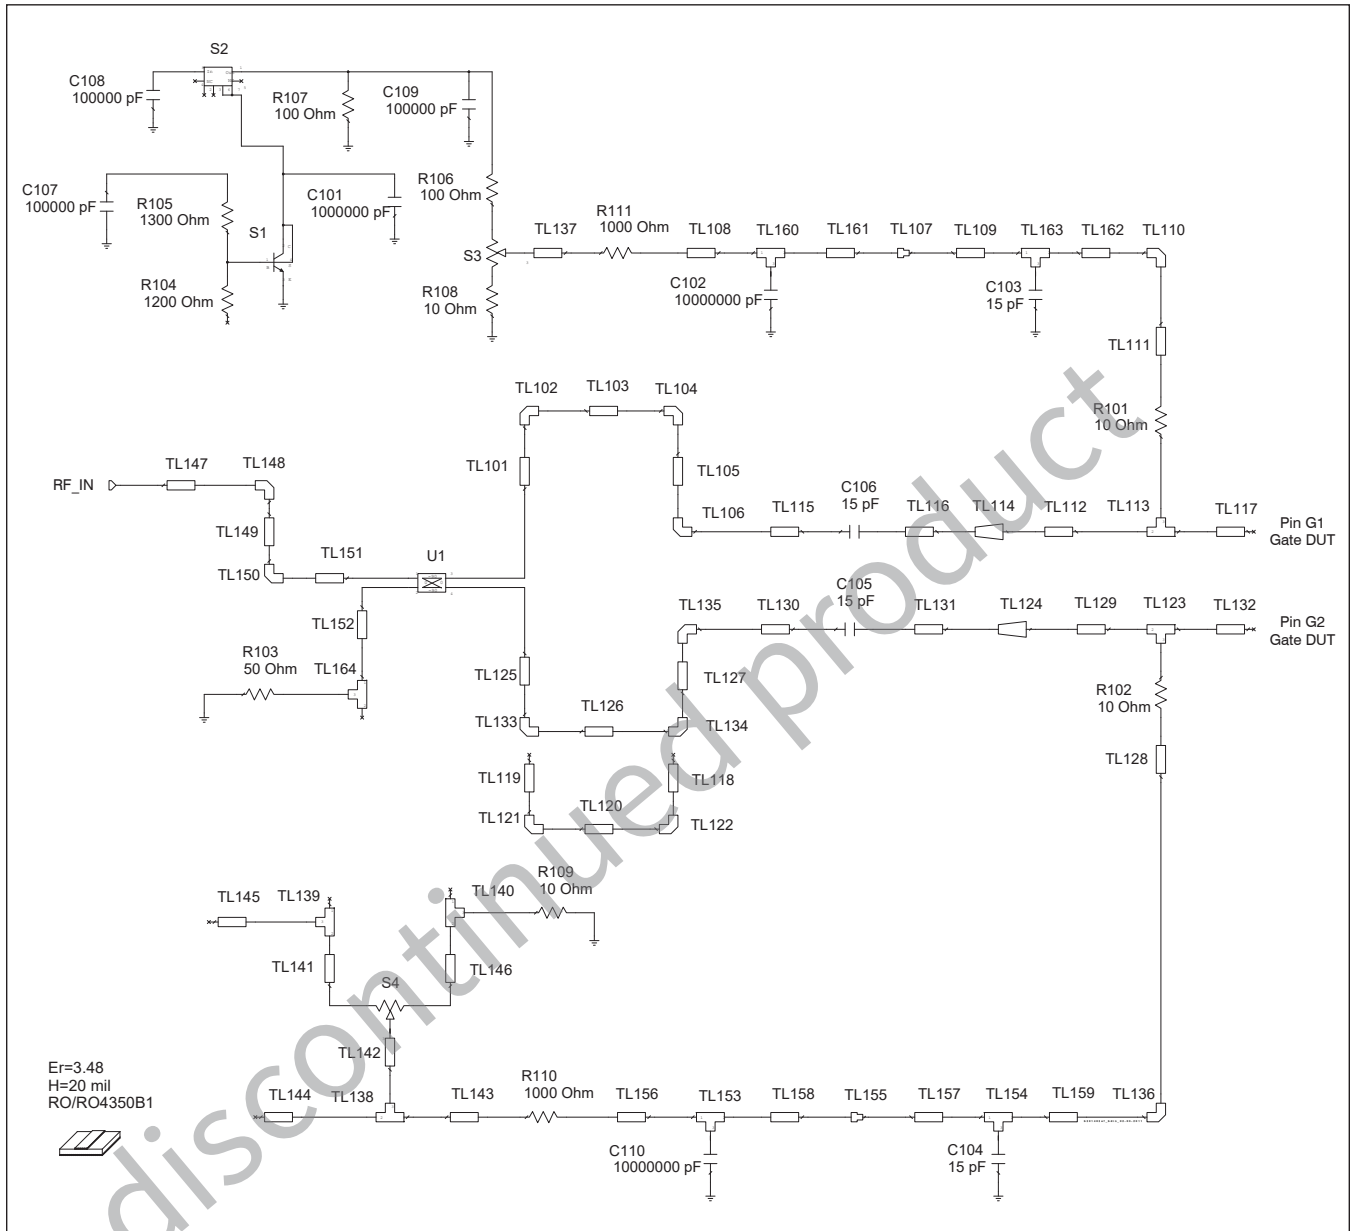 S2
C108
100000 pF
R107
100 Ohm
C109
100000 pF
C107
100000 pF
R105
1300 Ohm
S1
C101
1000000 pF
R106
100 Ohm
R104
1200 Ohm
S3
R108
10 Ohm
TL137
R111
1000 Ohm
TL108
TL160
TL161
TL107
TL109
TL163
TL162
TL110
C102
10000000 pF
C103
15 pF
TL111
R101
10 Ohm
TL102
TL103
TL104
TL101
TL105
RF_IN
TL147
TL148
TL149
TL150
TL151
U1
TL106
TL115
C106
15 pF
TL116
TL114
TL112
TL113
TL117
Pin G1
Gate DUT
TL152
R103
50 Ohm
TL164
TL135
TL130
C105
15 pF
TL131
TL124
TL129
TL123
TL132
Pin G2
Gate DUT
TL125
TL127
TL133
TL126
TL134
R102
10 Ohm
TL128
TL119
TL118
TL121
TL120
TL122
TL145
TL139
TL140
R109
10 Ohm
TL141
TL146
S4
TL142
Er=3.48
H=20 mil
RO/RO4350B1
TL144
TL138
TL143
R110
1000 Ohm
TL156
TL153
TL158
TL155
TL157
TL154
TL159
TL136
C110
10000000 pF
C104
15 pF
discontinued product